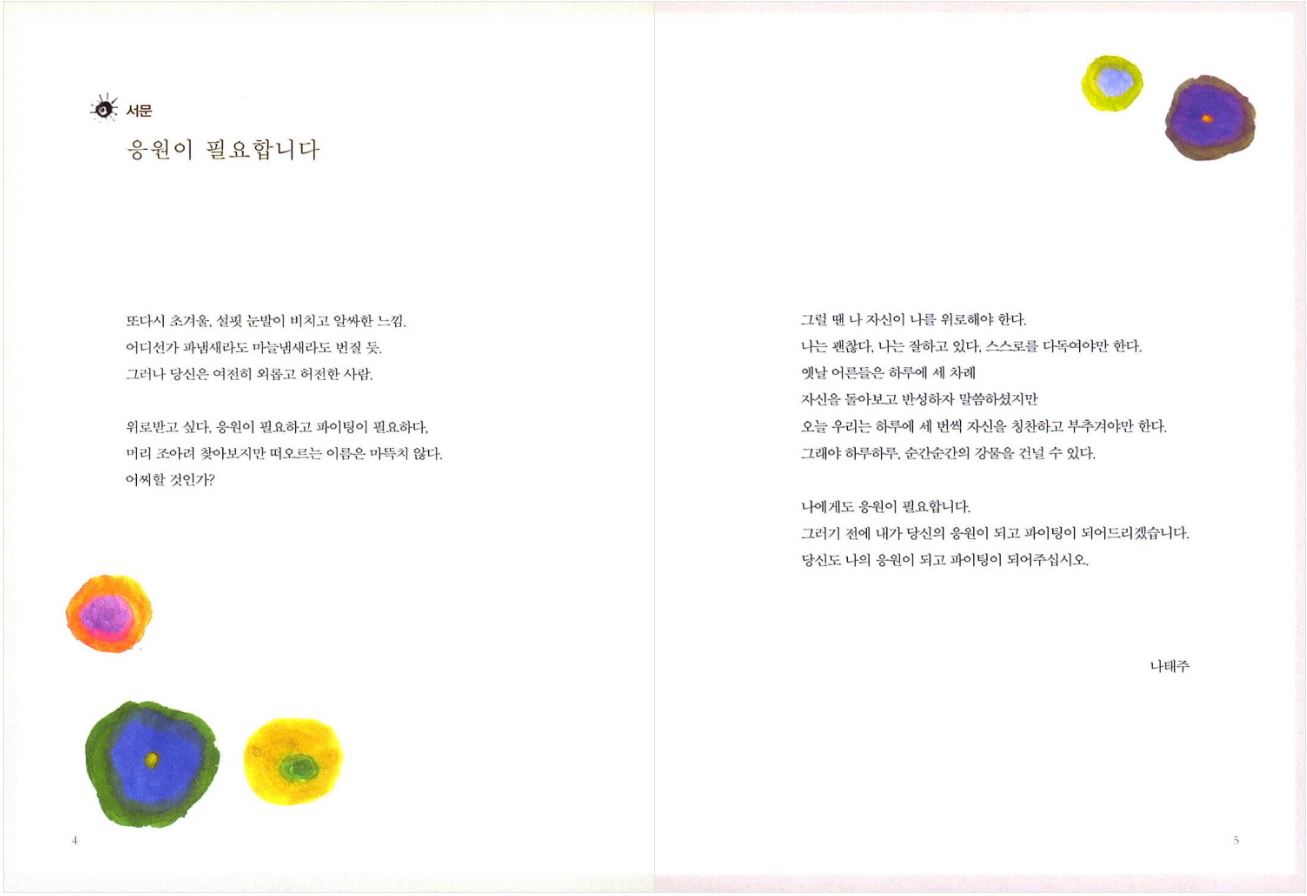 서문
응원이 필요합니다
또다시 초겨울, 설핏 눈발이 비치고 알싸한 느낌.
어디선가 파냄새라도 마늘냄새라도 번질 듯.
그러나 당신은 여전히 외롭고 허전한 사람.
위로받고 싶다, 응원이 필요하고 파이팅이 필요하다,
머리 조아려 찾아보지만 떠오르는 이름은 마뜩치 않다.
어찌할 것인가?
4
그럴 땐 나 자신이 나를 위로해야 한다.
나는 괜찮다, 나는 잘하고 있다, 스스로를 다독여야만 한다.
옛날 어른들은 하루에 세 차례
자신을 돌아보고 반성하자 말씀하셨지만
오늘 우리는 하루에 세 번씩 자신을 칭찬하고 부추겨야만 한다.
그래야 하루하루, 순간순간의 강물을 건널 수 있다.
나에게도 응원이 필요합니다.
그러기 전에 내가 당신의 응원이 되고 파이팅이 되어드리겠습니다.
당신도 나의 응원이 되고 파이팅이 되어주십시오.
나태주
5